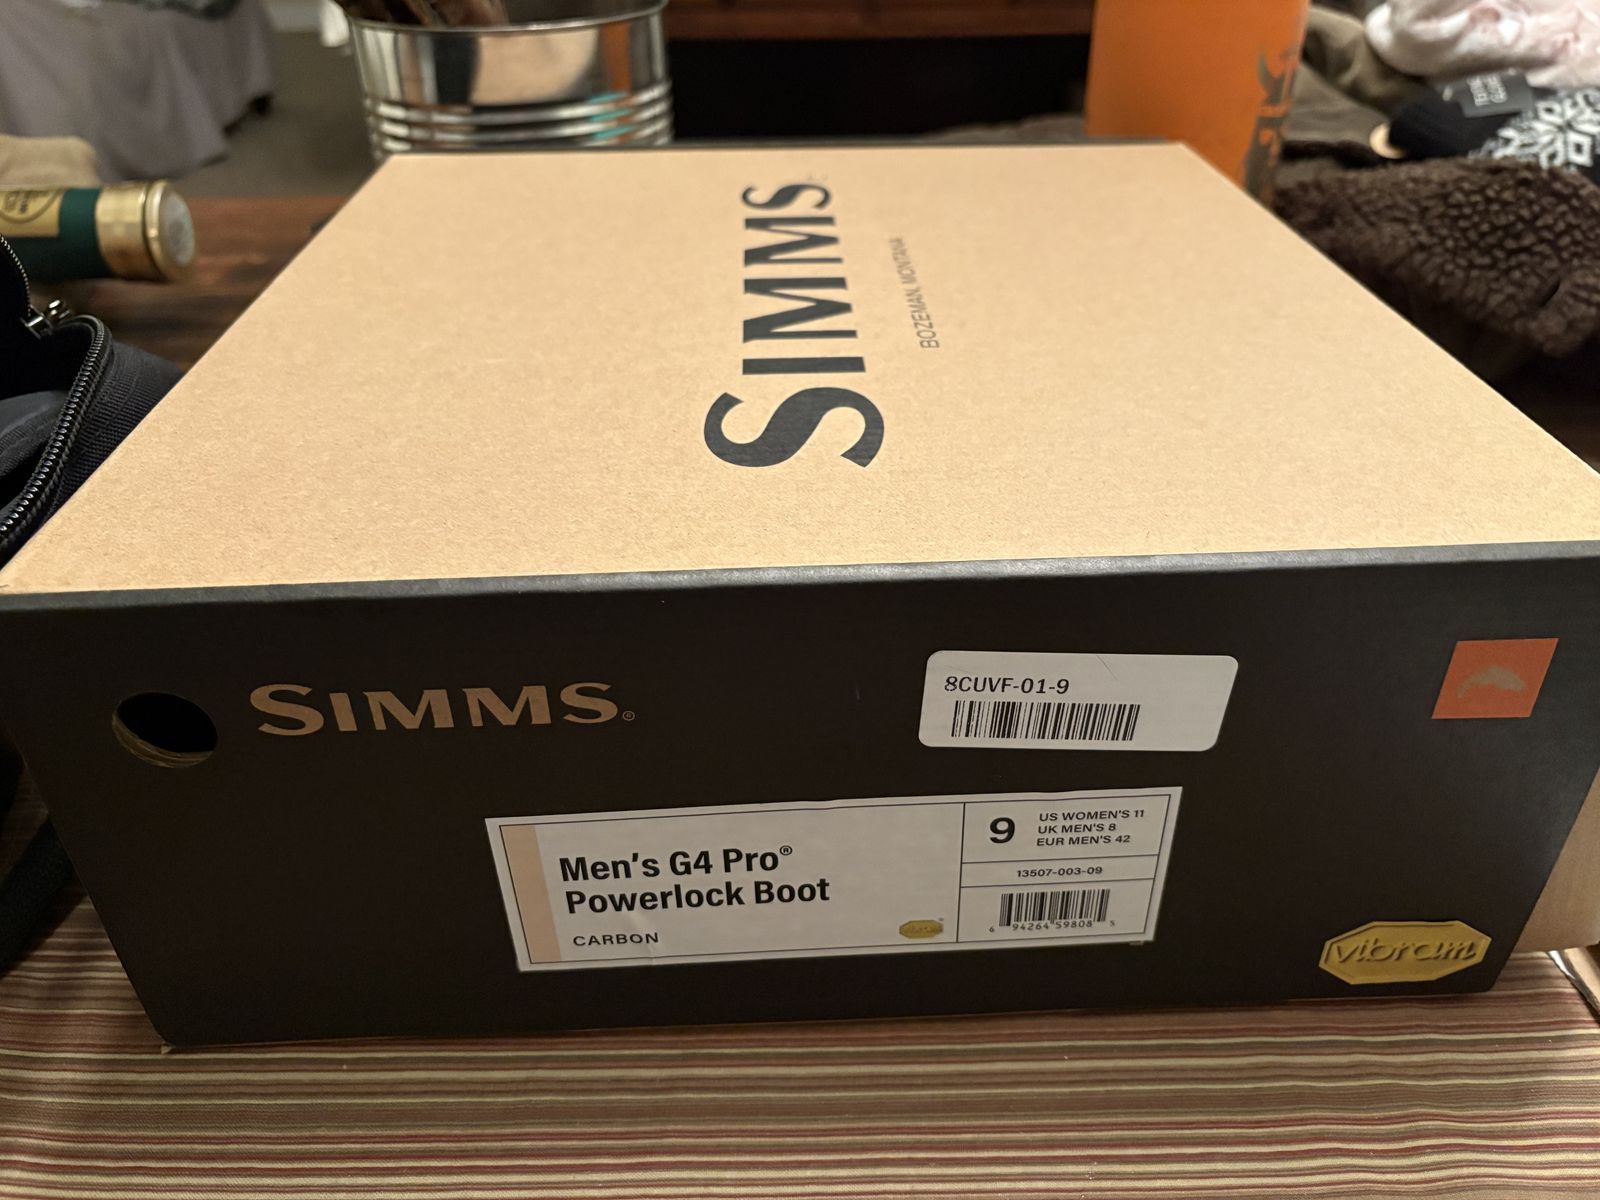 SIMMS
BOZEMAN, MONTANA
SIMMS®
8CUVF-01-9
Men's G4 Pro®
Powerlock Boot
CARBON
vibram
9
US WOMEN'S 11
UK MEN'S 8
EUR MEN'S 42
13507-003-09
6 94264 59808 5
vibram